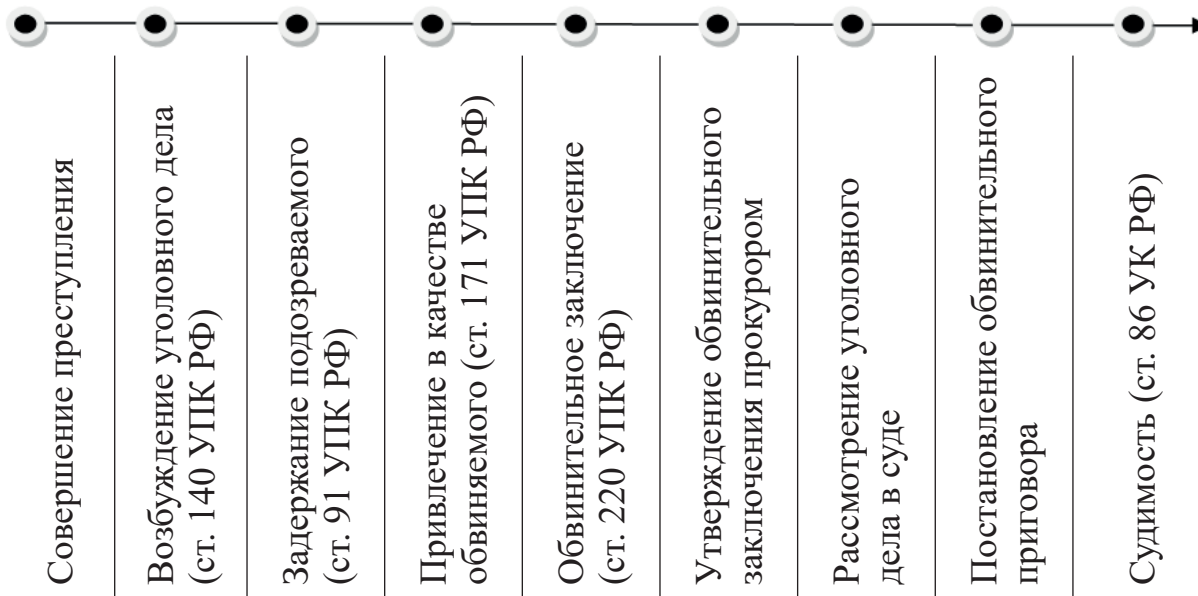 Совершение преступления
Возбуждение уголовного дела
(ст. 140 УПК РФ)
Задержание подозреваемого
(ст. 91 УПК РФ)
Привлечение в качестве
обвиняемого (ст. 171 УПК РФ)
Обвинительное заключение
(ст. 220 УПК РФ)
Утверждение обвинительного
заключения прокурором
Рассмотрение уголовного
дела в суде
Постановление обвинительного
приговора
Судимость (ст. 86 УК РФ)